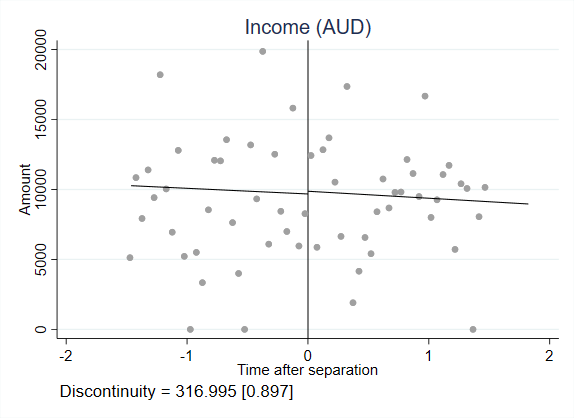 Income (AUD)
20000
15000
10000
5000
0
Amount
-2
-1
0
1
2
Time after separation
Discontinuity = 316.995 [0.897]